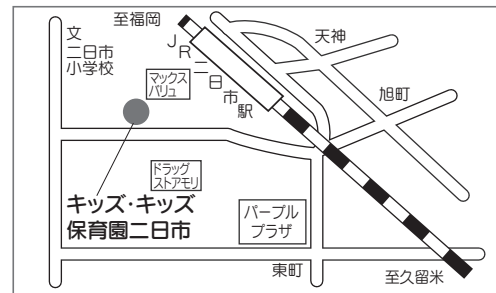 至福岡
天神
文
二日市
小学校
JR二日市駅
マックス
バリュ
旭町
ドラッグ
ストアモリ
キッズ・キッズ
保育園二日市
パープル
プラザ
東町
至久留米